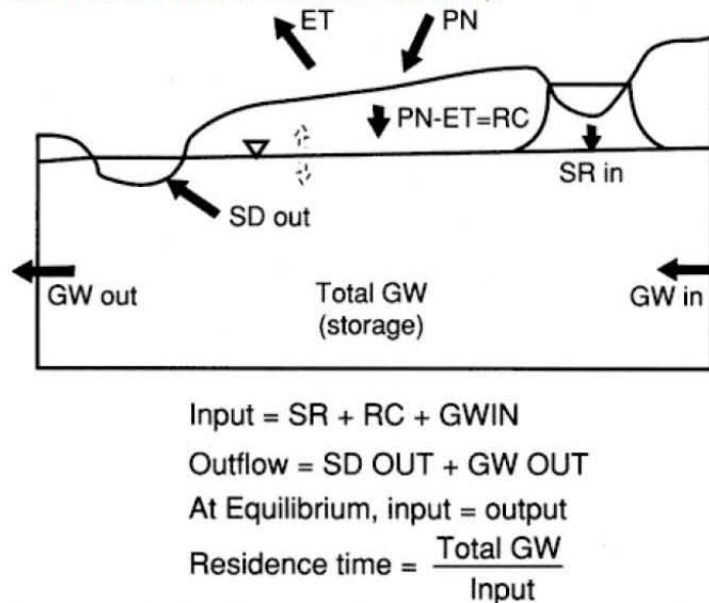 ET
PN
PN-ET=RC
SR in
SD out
GW out
Total GW
(storage)
GW in
Input = SR + RC + GWIN
Outflow = SD OUT + GW OUT
At Equilibrium, input = output
Residence time = Total GW
Input